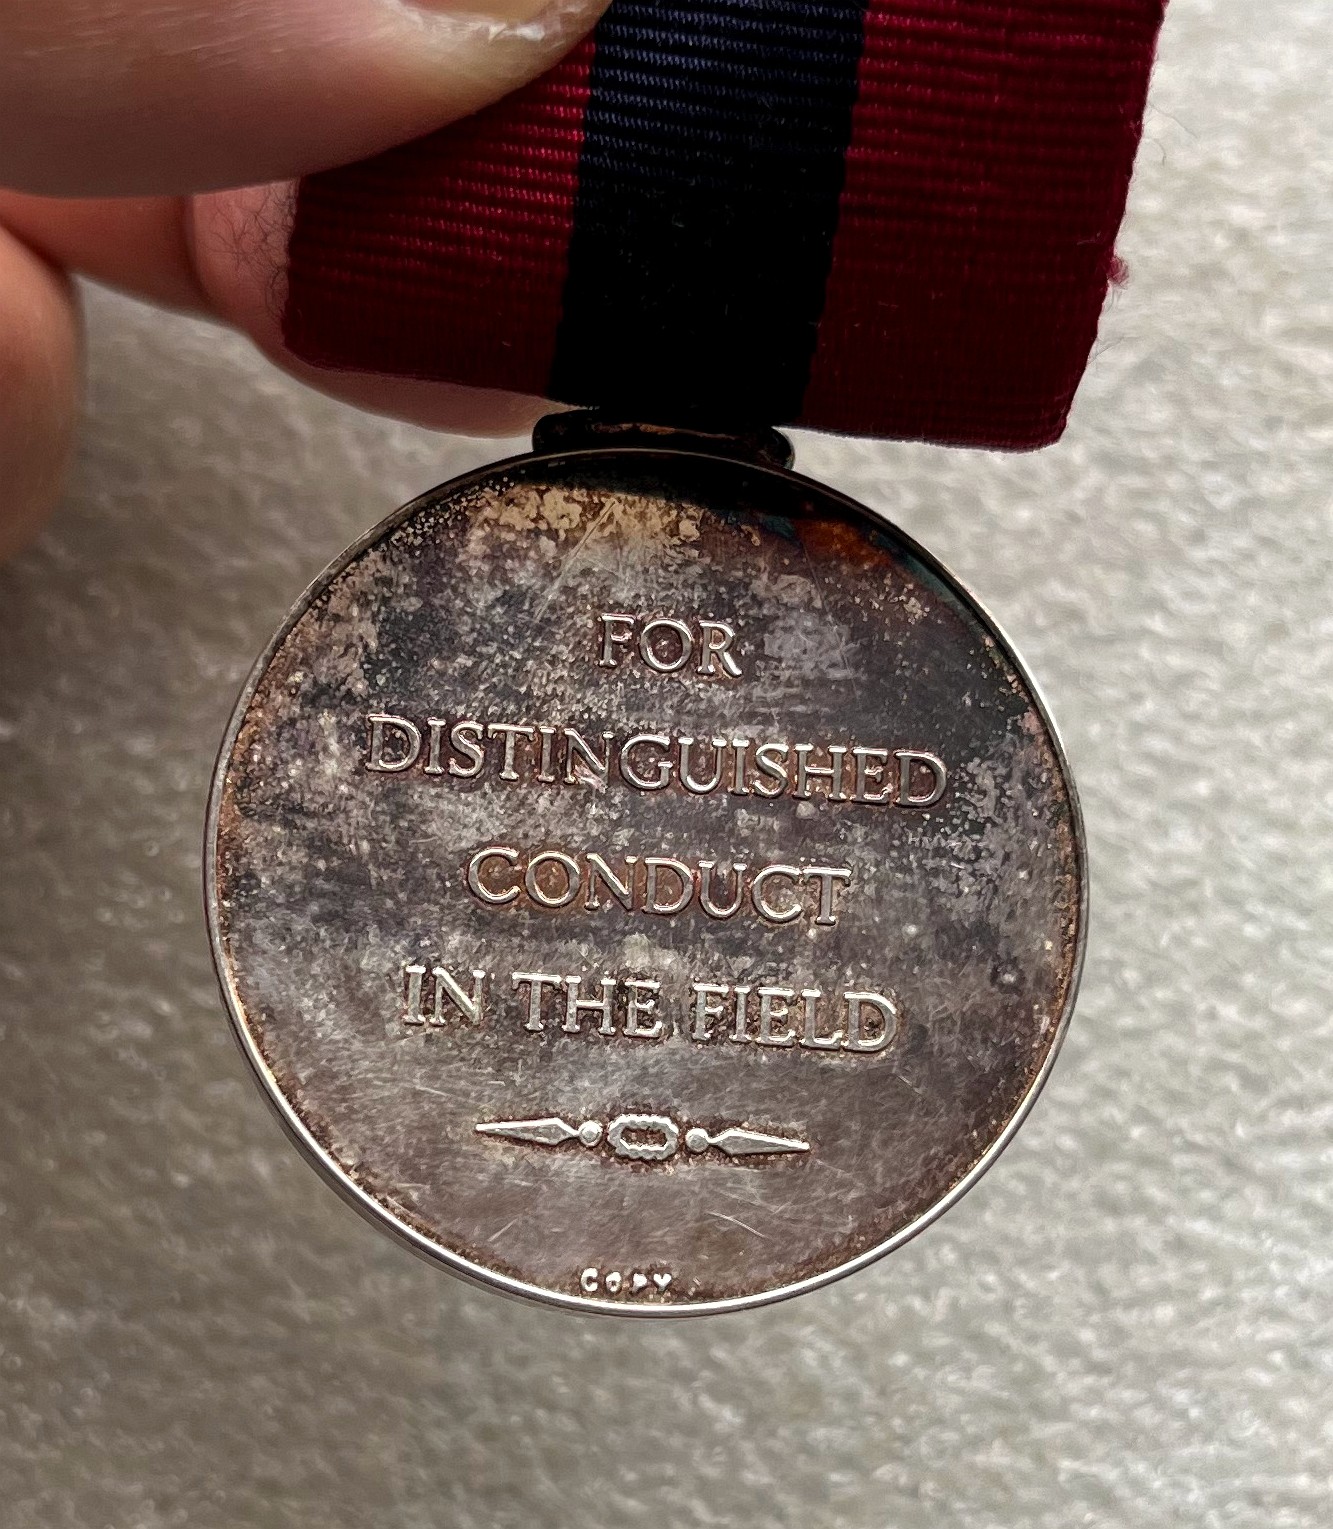 FOR
DISTINGUISHED
CONDUCT
IN THE FIELD
COPY